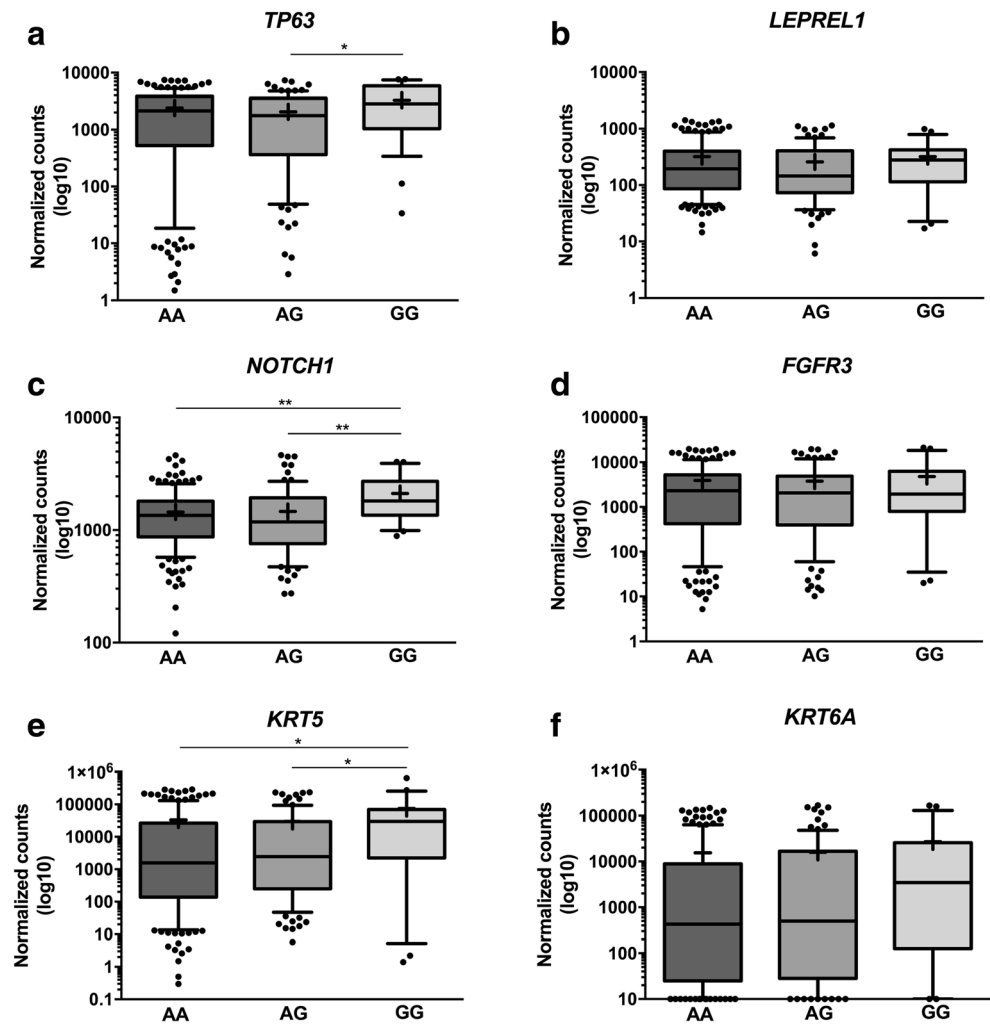 a
TP63
*
Normalized counts
(log10)
10000
1000
100
10
1
AA AG GG
b
LEPREL1
Normalized counts
(log10)
10000
1000
100
10
1
AA AG GG
c
NOTCH1
**
**
Normalized counts
(log10)
10000
1000
100
AA AG GG
d
FGFR3
Normalized counts
(log10)
100000
10000
1000
100
10
1
AA AG GG
e
KRT5
*
*
Normalized counts
(log10)
1×10⁶
100000
10000
1000
100
10
1
0.1
AA AG GG
f
KRT6A
Normalized counts
(log10)
1×10⁶
100000
10000
1000
100
10
AA AG GG